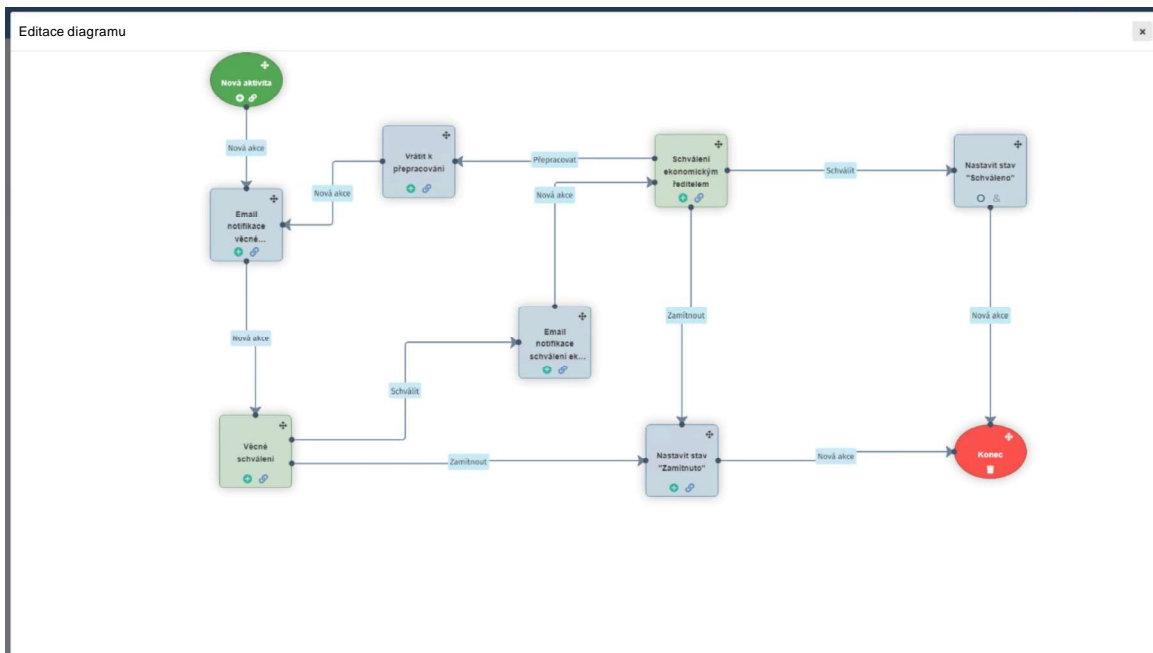 Editace diagramu
×
Nová aktivita
Nová akce
Vrátit k
přepracování
Přepracovat
Schválení
ekonomickým
ředitelem
Schválit
Nastavit stav
"Schváleno"
&
Nová akce
Nová akce
Email
notifikace
věcné...
Nová akce
Zamítnout
Nová akce
Email
notifikace
schválení ek...
Schválit
Věcné
schválení
Zamítnout
Nastavit stav
"Zamítnuto"
Nová akce
Konec